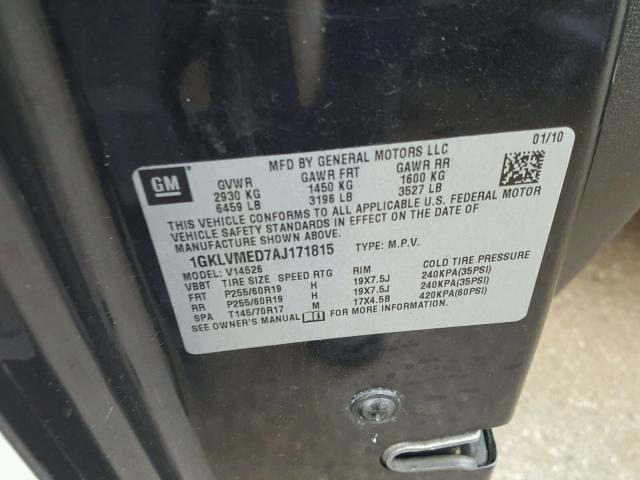 MFD BY GENERAL MOTORS LLC 01/10
GM GVWR GAWR FRT GAWR RR
2930 KG 1450 KG 1600 KG
6459 LB 3196 LB 3527 LB
THIS VEHICLE CONFORMS TO ALL APPLICABLE U.S. FEDERAL MOTOR
VEHICLE SAFETY STANDARDS IN EFFECT ON THE DATE OF
MANUFACTURE SHOWN ABOVE.
1GKLVMED7AJ171815 TYPE: M.P.V.
MODEL: V14526
VBBT TIRE SIZE SPEED RTG RIM COLD TIRE PRESSURE
FRT P255/60R19 H 19X7.5J 240KPA(35PSI)
RR P255/60R19 H 19X7.5J 240KPA(35PSI)
SPA T145/70R17 M 17X4.5B 420KPA(60PSI)
SEE OWNER'S MANUAL FOR MORE INFORMATION.